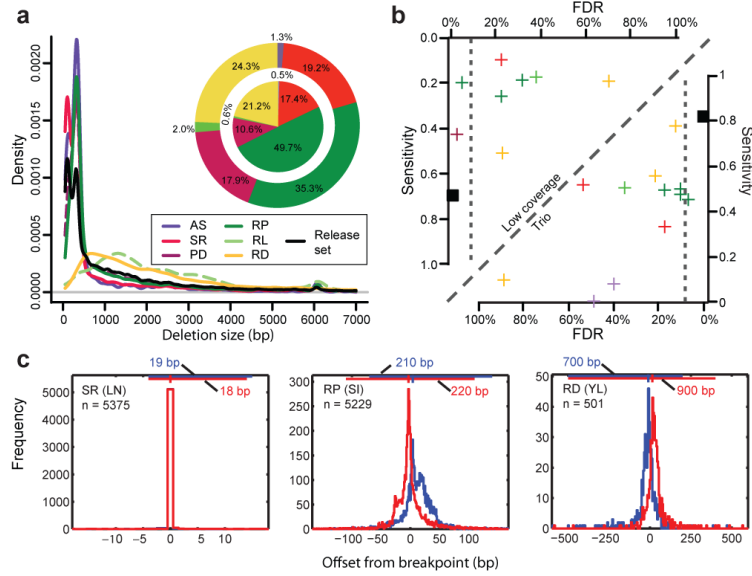 a
Density
0.0020
0.0015
0.0010
0.0005
0.0000
0 1000 2000 3000 4000 5000 6000 7000
Deletion size (bp)
1.3%
19.2%
35.3%
17.9%
2.0%
24.3%
0.5%
17.4%
49.7%
10.6%
0.6%
21.2%
AS RP
SR RL
PD RD
Release set
b
FDR
0% 20% 40% 60% 80% 100%
Sensitivity
0.0
0.2
0.4
0.6
0.8
1.0
Low coverage
Trio
1
0.8
0.6
0.4
0.2
0
Sensitivity
100% 80% 60% 40% 20% 0%
FDR
c
Frequency
19 bp
18 bp
SR (LN)
n = 5375
5000
4000
3000
2000
1000
0
−10 −5 0 5 10
210 bp
220 bp
RP (SI)
n = 5229
300
250
200
150
100
50
0
−100 −50 0 50 100
700 bp
900 bp
RD (YL)
n = 501
50
40
30
20
10
0
−500 −250 0 250 500
Offset from breakpoint (bp)